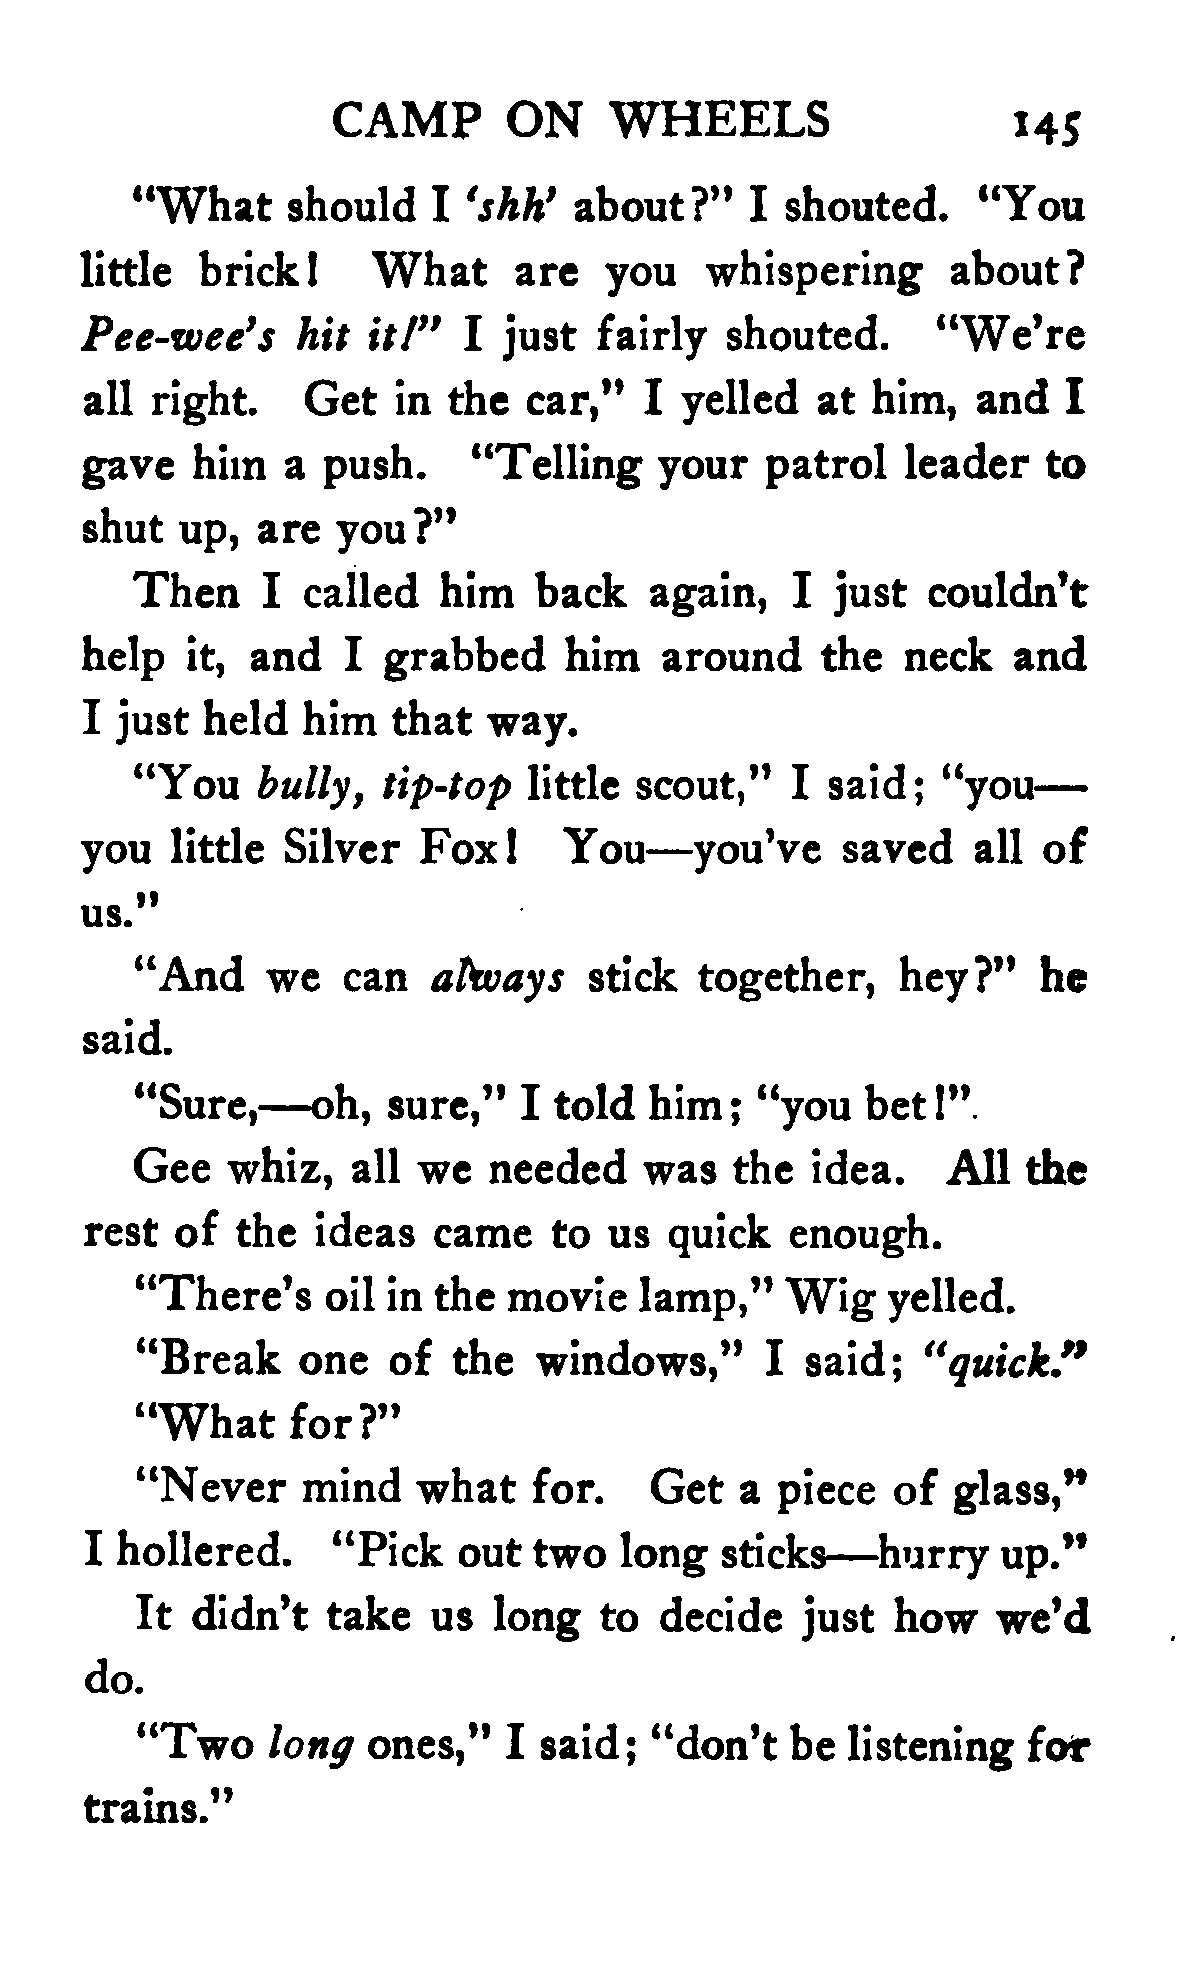 CAMP ON WHEELS 145
“What should I ‘shh’ about?” I shouted. “You
little brick! What are you whispering about?
Pee-wee’s hit it!” I just fairly shouted. “We’re
all right. Get in the car,” I yelled at him, and I
gave him a push. “Telling your patrol leader to
shut up, are you?”
Then I called him back again, I just couldn’t
help it, and I grabbed him around the neck and
I just held him that way.
“You bully, tip-top little scout,” I said; “you—
you little Silver Fox! You—you’ve saved all of
us.”
“And we can always stick together, hey?” he
said.
“Sure,—oh, sure,” I told him; “you bet!”.
Gee whiz, all we needed was the idea. All the
rest of the ideas came to us quick enough.
“There’s oil in the movie lamp,” Wig yelled.
“Break one of the windows,” I said; “quick.”
“What for?”
“Never mind what for. Get a piece of glass,”
I hollered. “Pick out two long sticks—hurry up.”
It didn’t take us long to decide just how we’d
do.
“Two long ones,” I said; “don’t be listening for
trains.”